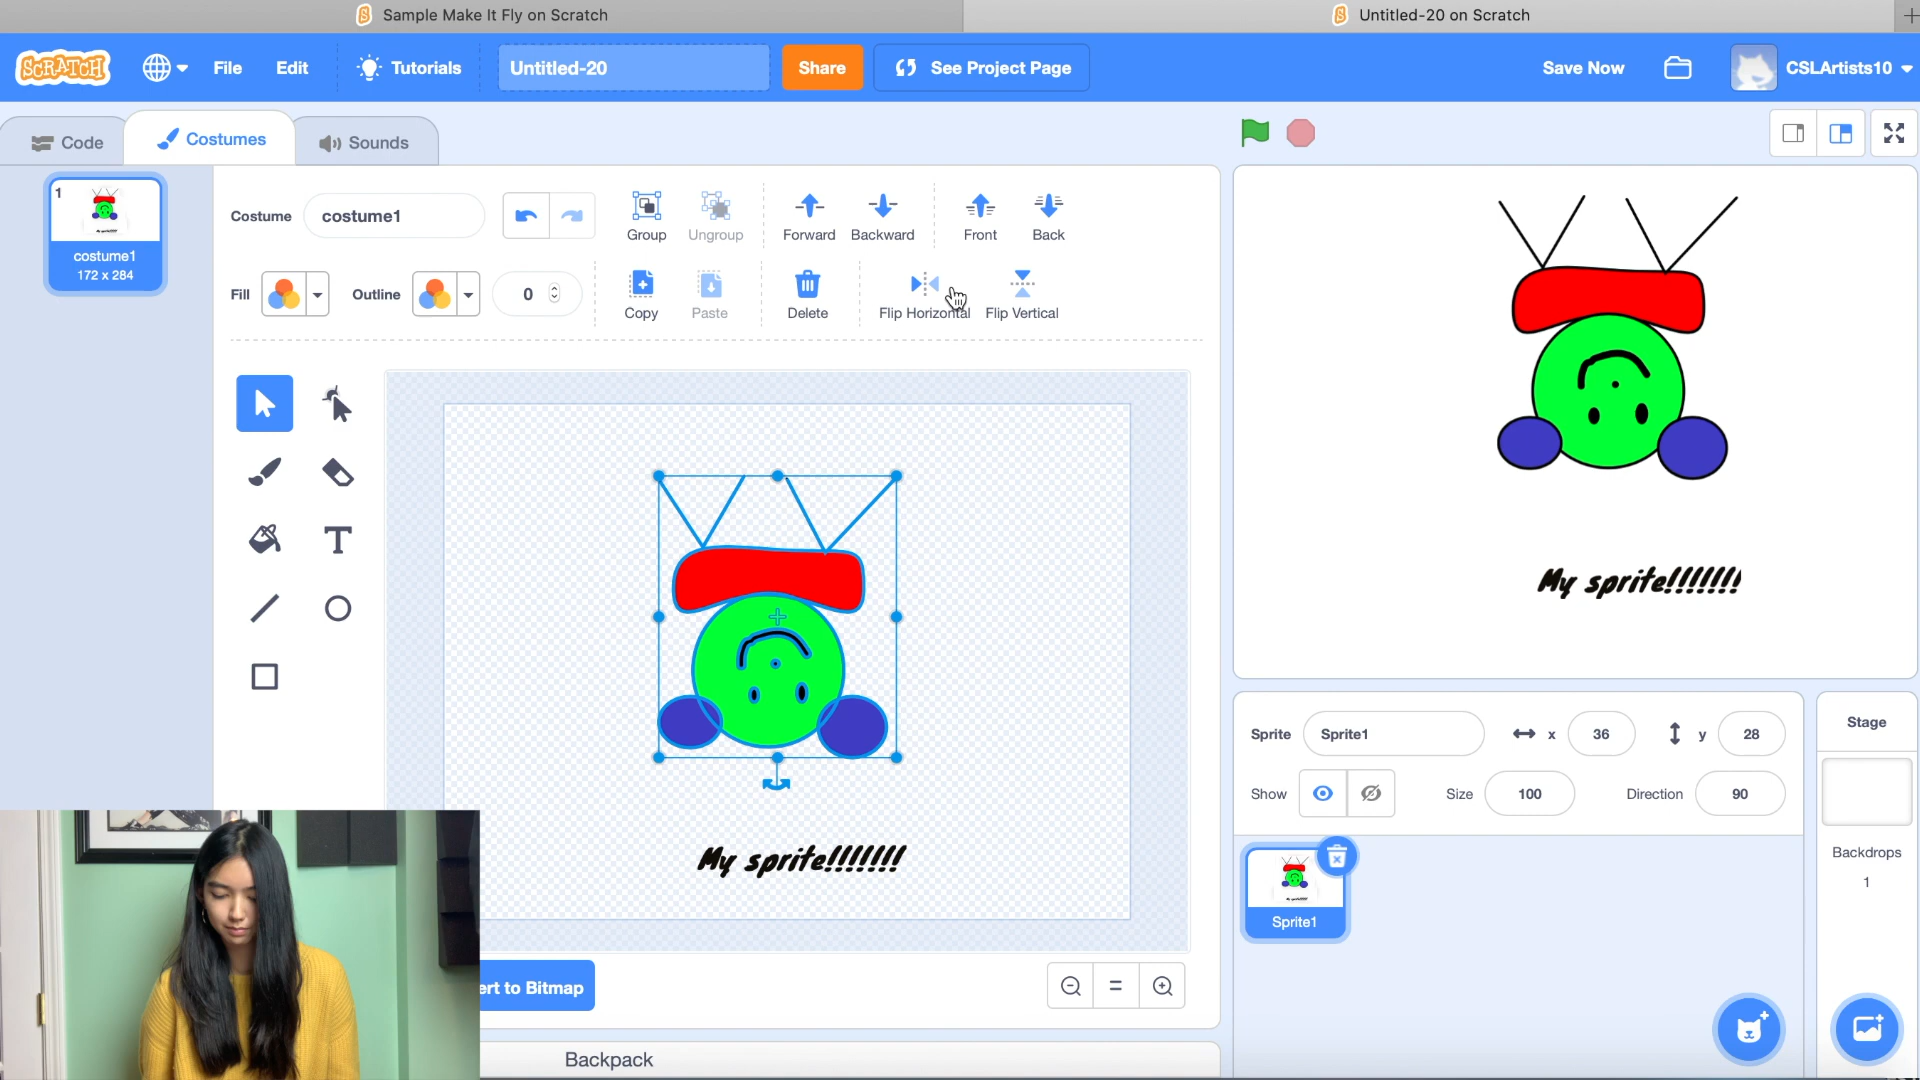 Sample Make It Fly on Scratch
Untitled-20 on Scratch
SCRATCH
File
Edit
Tutorials
Untitled-20
Share
See Project Page
Save Now
CSLArtists10
Code
Costumes
Sounds
1
costume1
172 x 284
Costume
costume1
Group
Ungroup
Forward
Backward
Front
Back
Fill
Outline
0
Copy
Paste
Delete
Flip Horizontal
Flip Vertical
T
My sprite!!!!!!!!
ert to Bitmap
Backpack
My sprite!!!!!!!!
Sprite
Sprite1
x
36
y
28
Show
Size
100
Direction
90
Sprite1
Stage
Backdrops
1